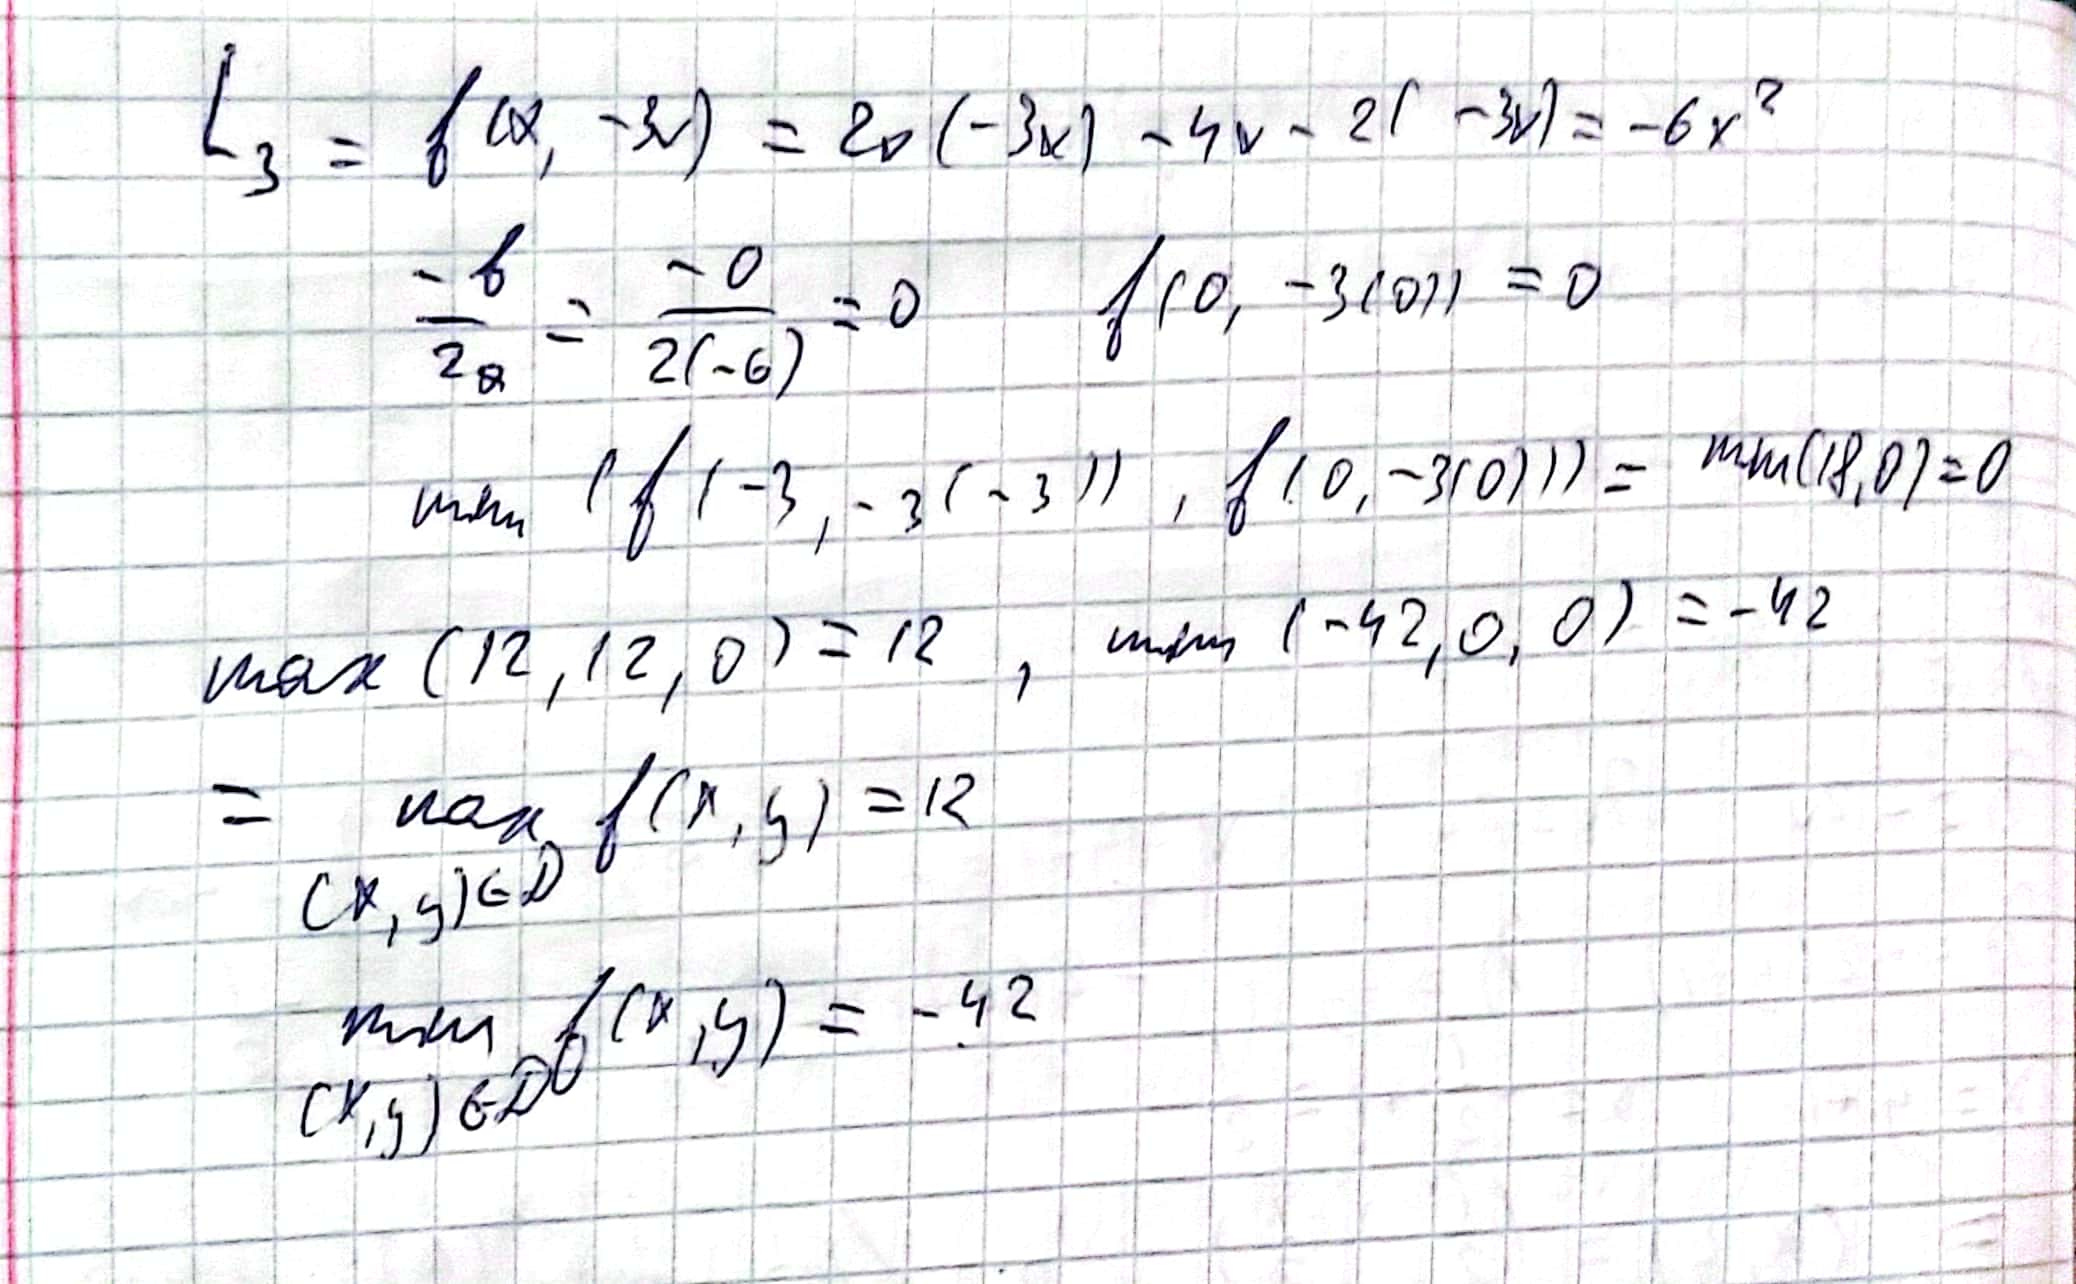 L₃ = f(x, -3x) = 2x(-3x) - 4x - 2(-3x) = -6x²
-b/2a = -0/2(-6) = 0 f(0, -3(0)) = 0
min (f(-3, -3(-3)), f(0, -3(0))) = min(18,0) = 0
max (12, 12, 0) = 12, min (-42, 0, 0) = -42
= max f(x, y) = 12
(x, y) ∈ D
min f(x, y) = -42
(x, y) ∈ D